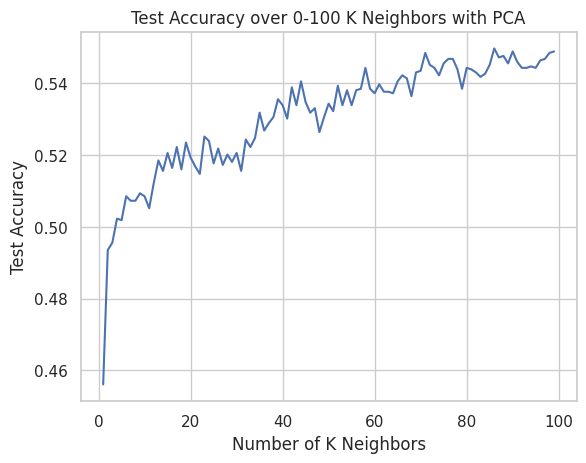 Test Accuracy over 0-100 K Neighbors with PCA
Test Accuracy
0.54
0.52
0.50
0.48
0.46
0 20 40 60 80 100
Number of K Neighbors